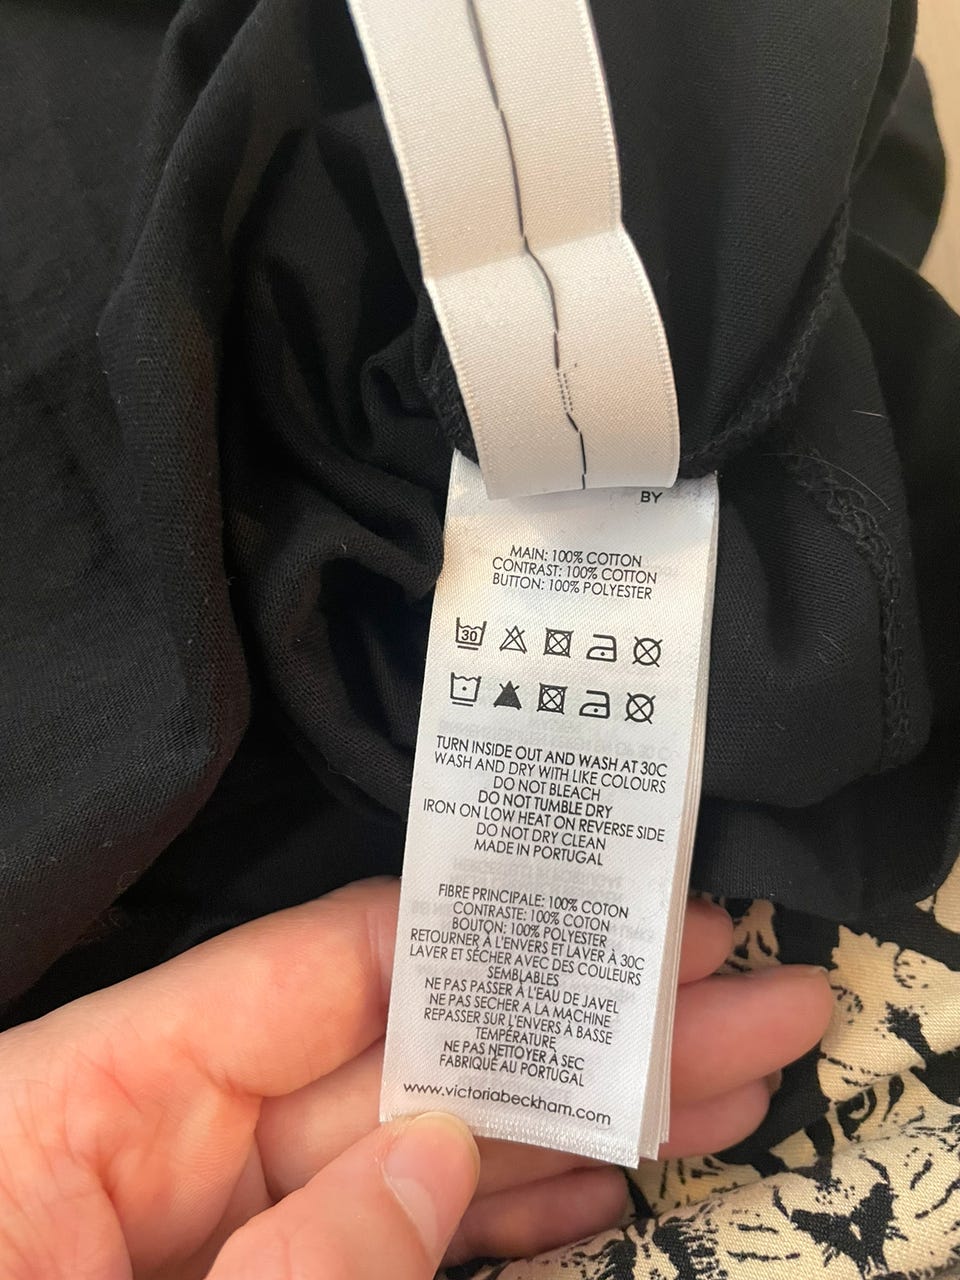 BY
MAIN: 100% COTTON
CONTRAST: 100% COTTON
BUTTON: 100% POLYESTER
30
TURN INSIDE OUT AND WASH AT 30C
WASH AND DRY WITH LIKE COLOURS
DO NOT BLEACH
DO NOT TUMBLE DRY
IRON ON LOW HEAT ON REVERSE SIDE
DO NOT DRY CLEAN
MADE IN PORTUGAL
FIBRE PRINCIPALE: 100% COTON
CONTRASTE: 100% COTON
BOUTON: 100% POLYESTER
RETOURNER À L'ENVERS ET LAVER À 30C
LAVER ET SÉCHER AVEC DES COULEURS
SEMBLABLES
NE PAS PASSER À L'EAU DE JAVEL
NE PAS SECHER A LA MACHINE
REPASSER SUR L'ENVERS À BASSE
TEMPÉRATURE
NE PAS NETTOYER À SEC
FABRIQUÉ AU PORTUGAL
www.victoriabeckham.com